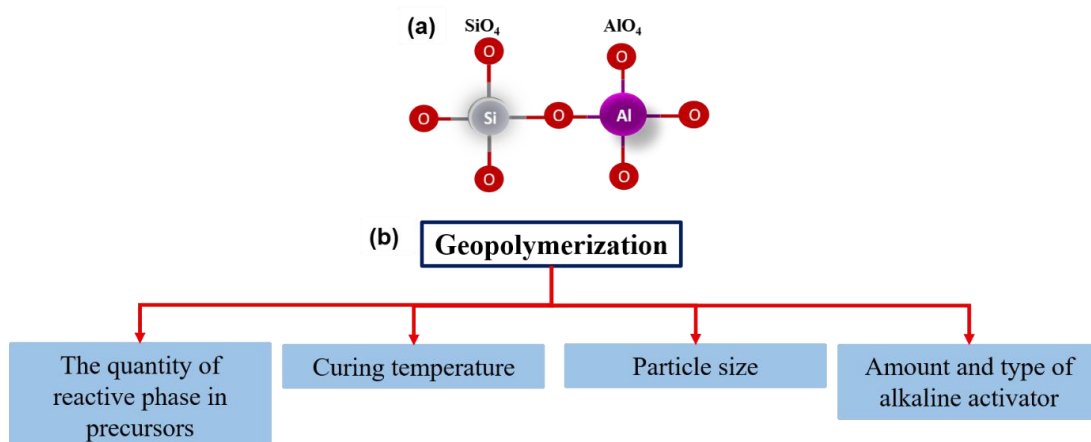 (a)
SiO₄
AlO₄
O
O
O
Si
O
Al
O
O
O
(b)
Geopolymerization
The quantity of
reactive phase in
precursors
Curing temperature
Particle size
Amount and type of
alkaline activator